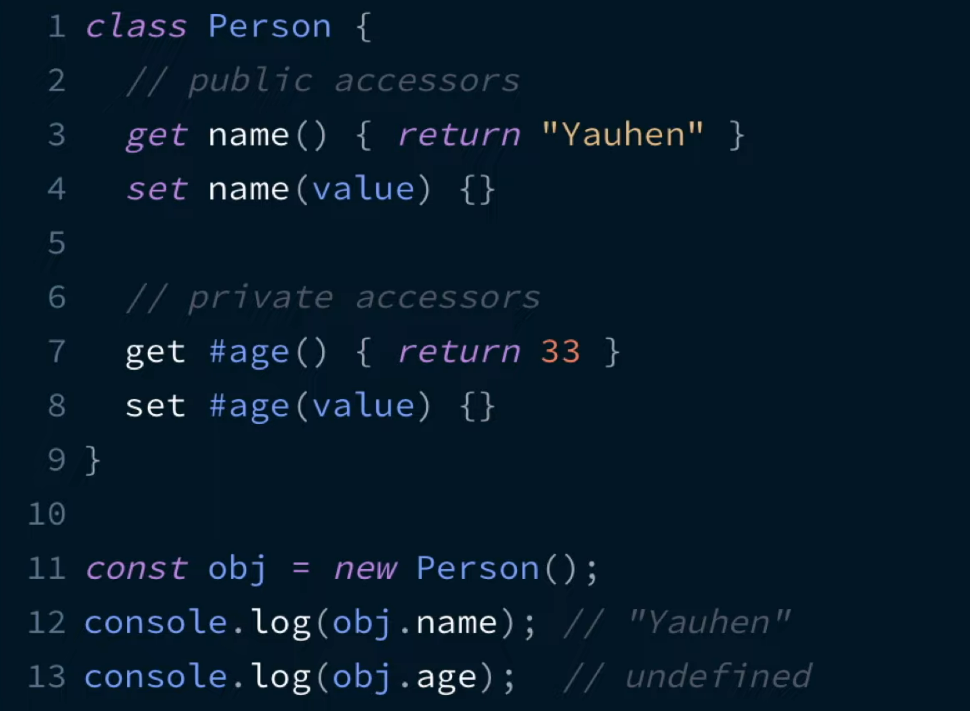 1 class Person {
2 // public accessors
3 get name() { return "Yauhen" }
4 set name(value) {}
5
6 // private accessors
7 get #age() { return 33 }
8 set #age(value) {}
9 }
10
11 const obj = new Person();
12 console.log(obj.name); // "Yauhen"
13 console.log(obj.age);  // undefined